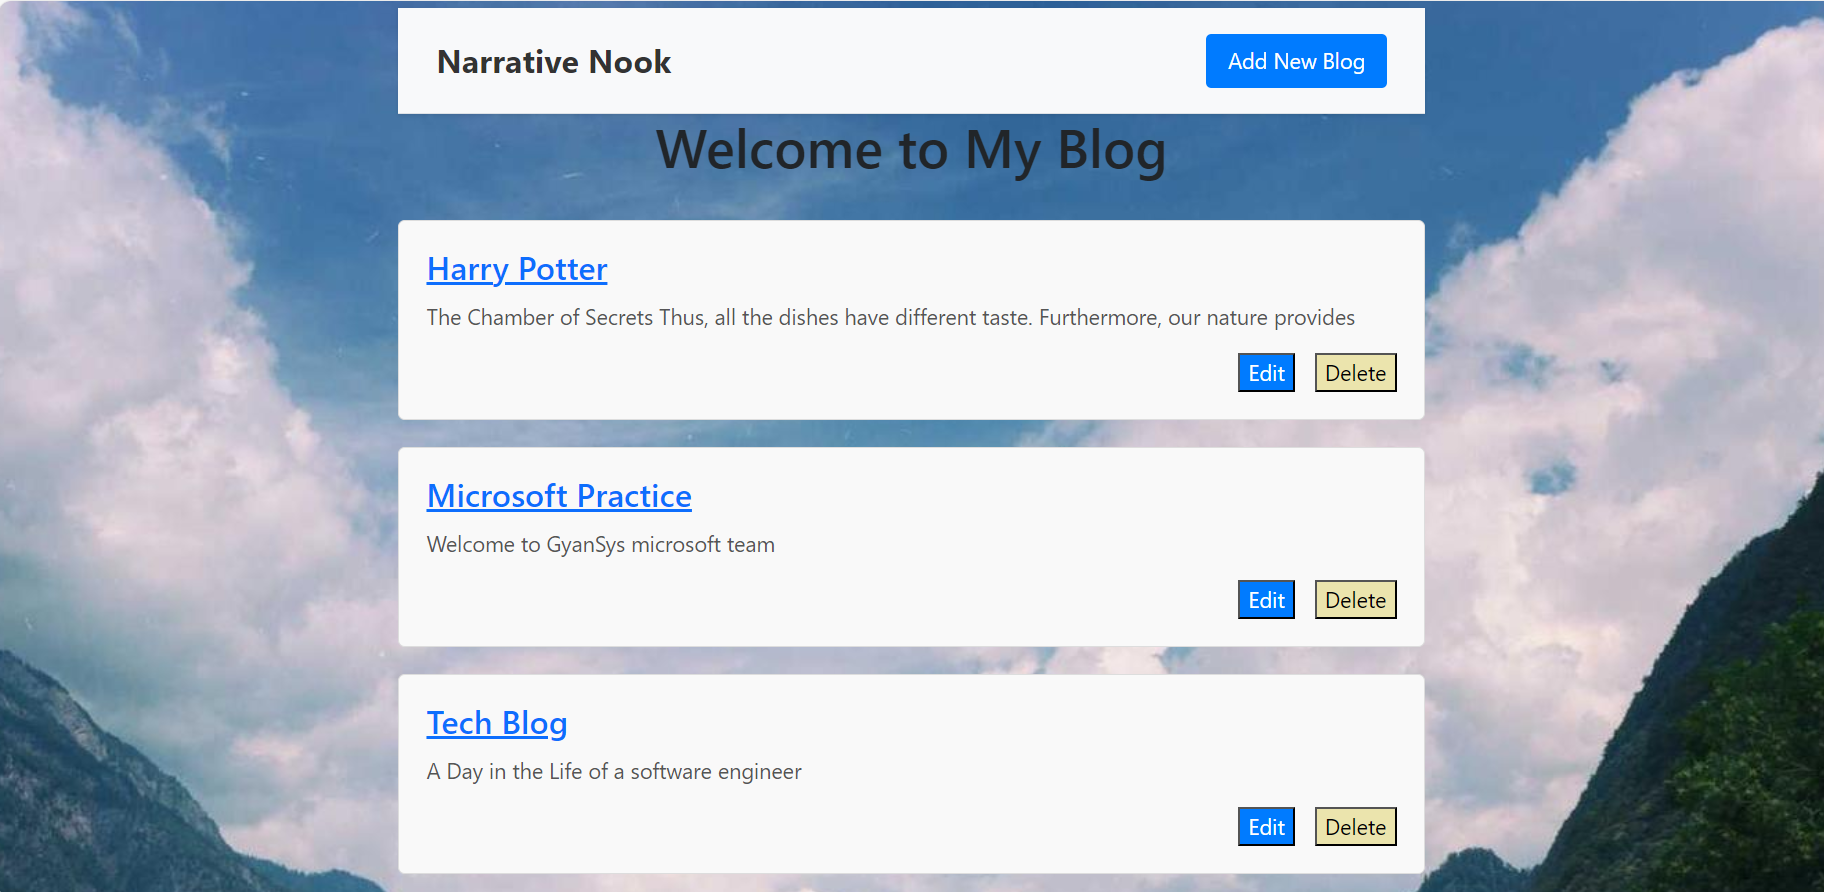 Narrative Nook
Add New Blog
Welcome to My Blog
Harry Potter
The Chamber of Secrets Thus, all the dishes have different taste. Furthermore, our nature provides
Edit
Delete
Microsoft Practice
Welcome to GyanSys microsoft team
Edit
Delete
Tech Blog
A Day in the Life of a software engineer
Edit
Delete